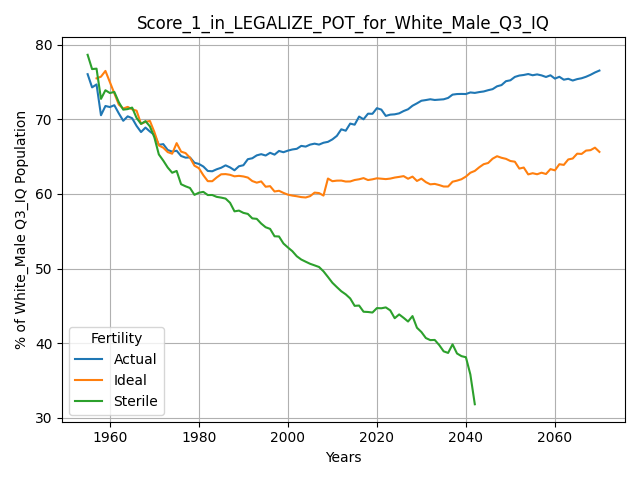 Score_1_in_LEGALIZE_POT_for_White_Male_Q3_IQ
% of White_Male Q3_IQ Population
80
70
60
50
40
30
Fertility
Actual
Ideal
Sterile
1960 1980 2000 2020 2040 2060
Years